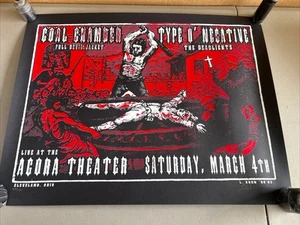 COAL CHAMBER TYPE O' NEGATIVE
FULL DEVIL JACKET THE DEADLIGHTS
LIVE AT THE
AGORA THEATER SATURDAY, MARCH 4TH
CLEVELAND, OHIO